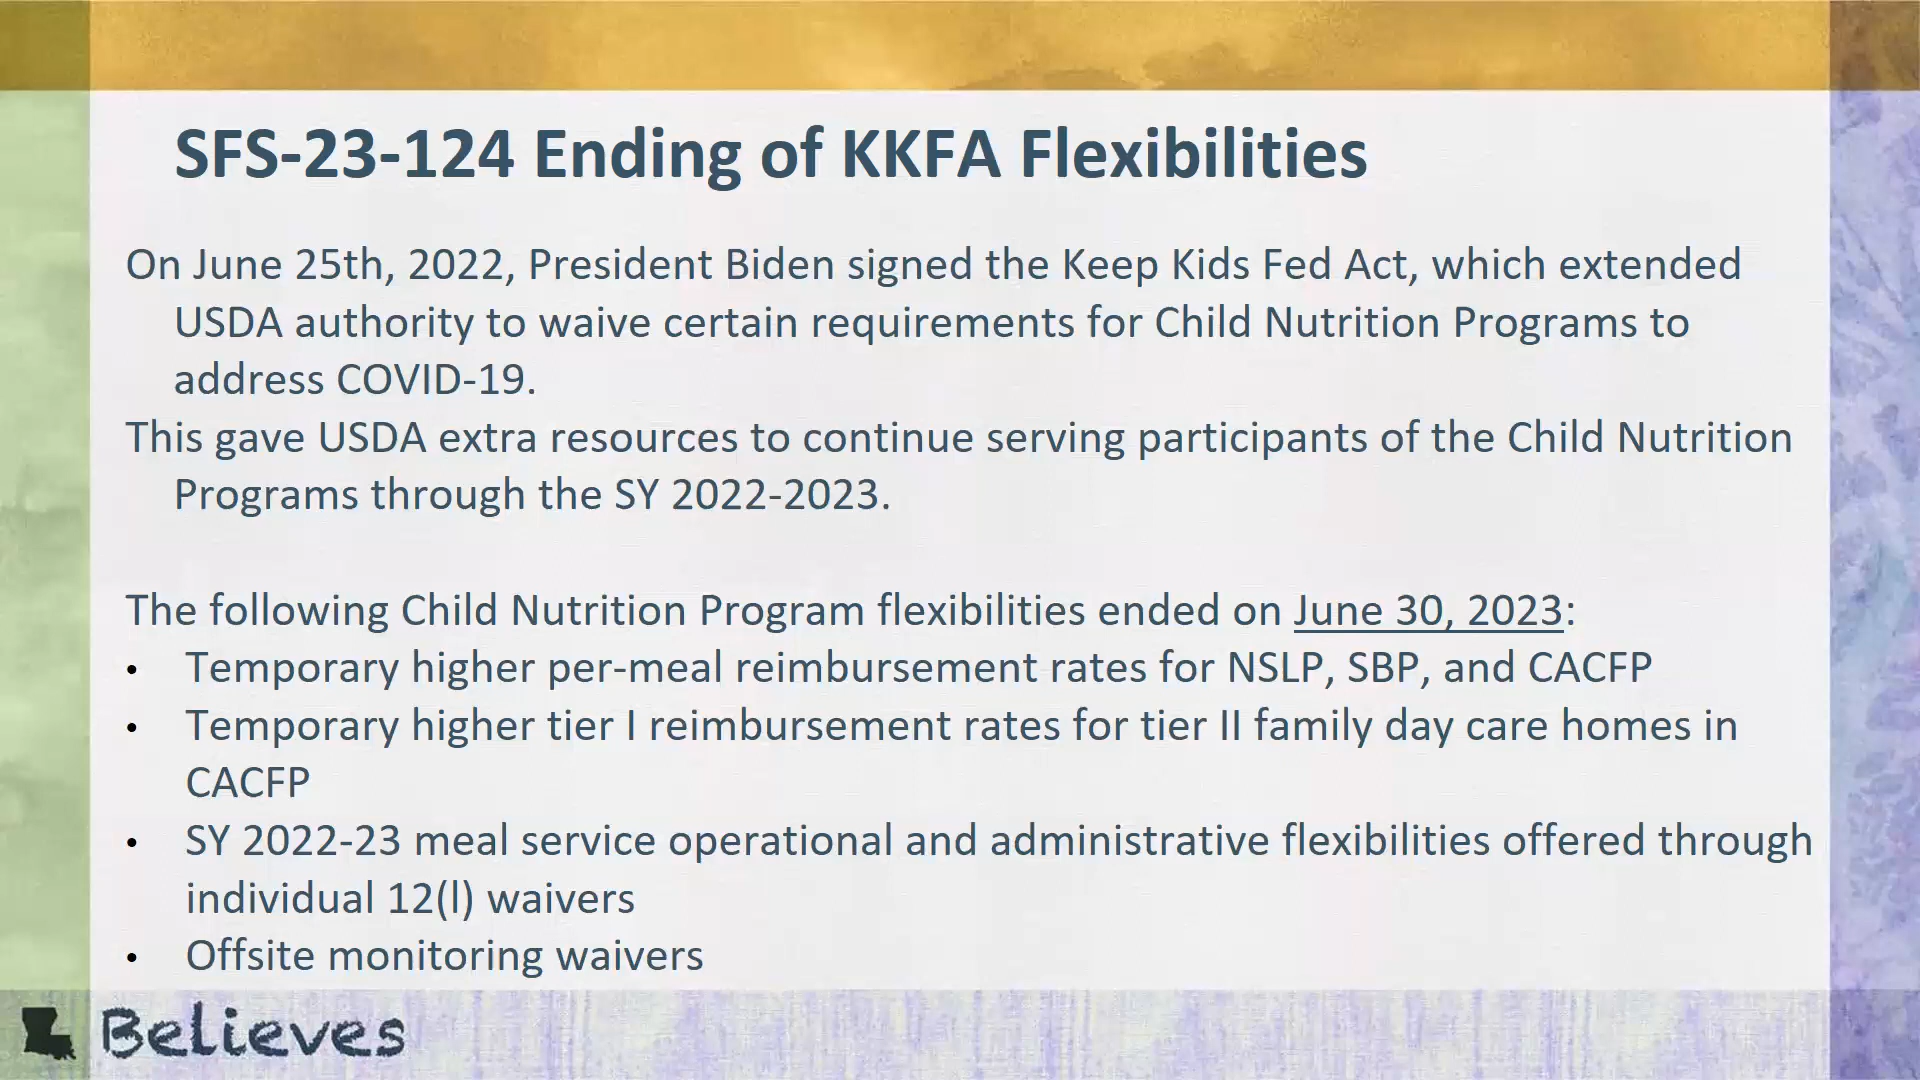 SFS-23-124 Ending of KKFA Flexibilities
On June 25th, 2022, President Biden signed the Keep Kids Fed Act, which extended
USDA authority to waive certain requirements for Child Nutrition Programs to
address COVID-19.
This gave USDA extra resources to continue serving participants of the Child Nutrition
Programs through the SY 2022-2023.
The following Child Nutrition Program flexibilities ended on June 30, 2023:
• Temporary higher per-meal reimbursement rates for NSLP, SBP, and CACFP
• Temporary higher tier I reimbursement rates for tier II family day care homes in
CACFP
• SY 2022-23 meal service operational and administrative flexibilities offered through
individual 12(l) waivers
• Offsite monitoring waivers
Believes